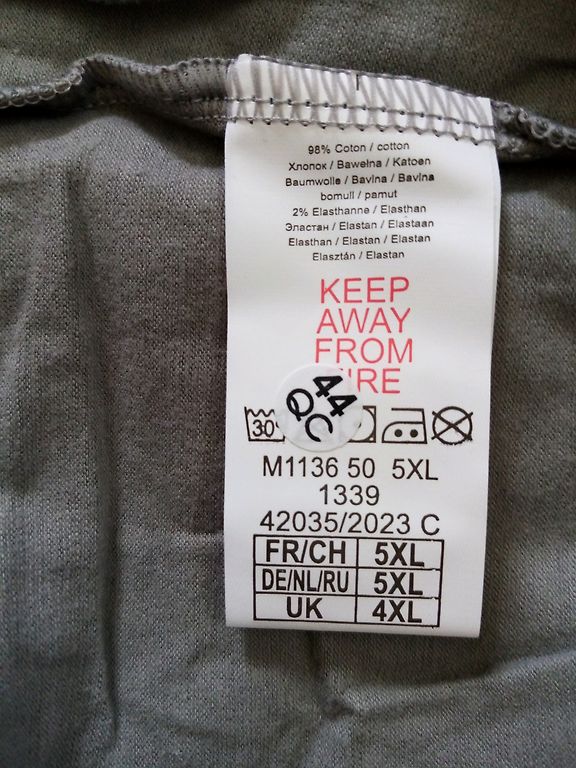 98% Coton / cotton
Хлопок / Bawełna / Katoen
Baumwolle / Bavlna / Bavlna
bomull / pamut
2% Elasthanne / Elasthan
Эластан / Elastan / Elastaan
Elasthan / Elastan / Elastan
Elasztán / Elastan
KEEP
AWAY
FROM
44
QC
30
M1136 50 5XL
1339
42035/2023 C
FR/CH 5XL
DE/NL/RU 5XL
UK 4XL